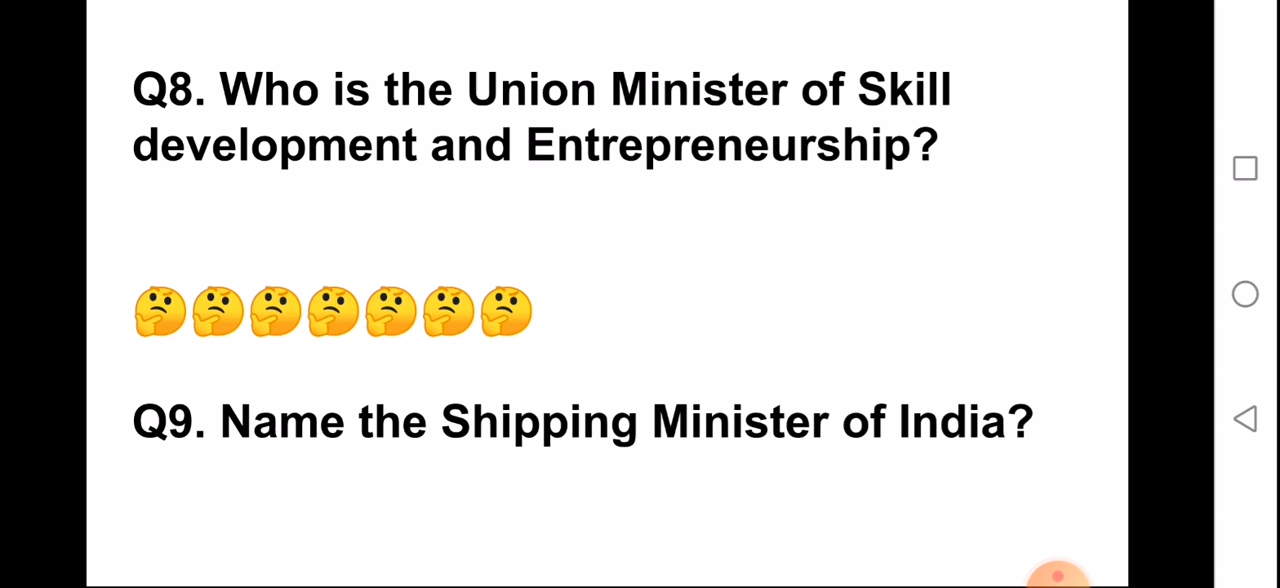 Q8. Who is the Union Minister of Skill
development and Entrepreneurship?
🤔🤔🤔🤔🤔🤔🤔
Q9. Name the Shipping Minister of India?